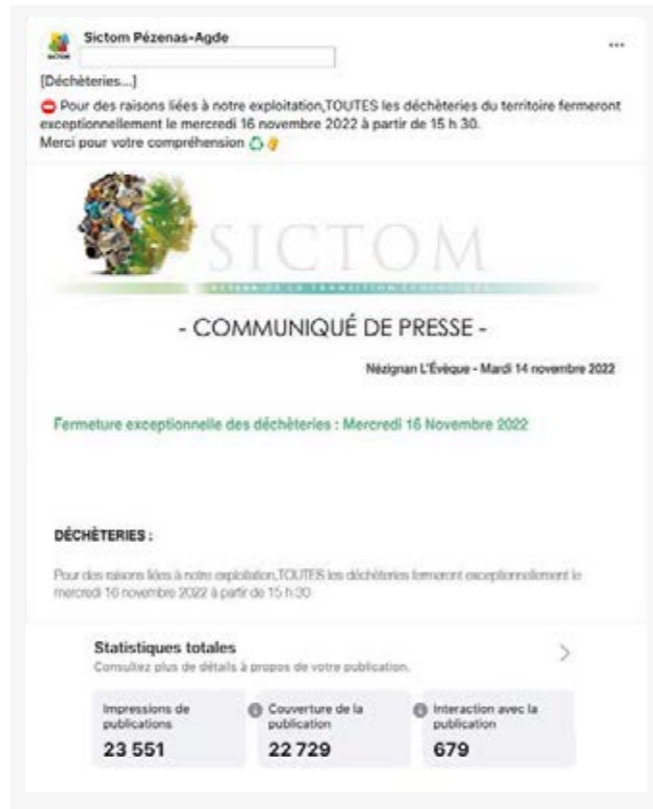 Sictom Pézenas-Agde
...
[Déchèteries...]
Pour des raisons liées à notre exploitation,TOUTES les déchèteries du territoire fermeront
exceptionnellement le mercredi 16 novembre 2022 à partir de 15 h 30.
Merci pour votre compréhension
SICTOM
ACTEUR DE LA TRANSITION ÉCOLOGIQUE
- COMMUNIQUÉ DE PRESSE -
Nézignan L'Évêque - Mardi 14 novembre 2022
Fermeture exceptionnelle des déchèteries : Mercredi 16 Novembre 2022
DÉCHÈTERIES :
Pour des raisons liées à notre exploitation,TOUTES les déchèteries fermeront exceptionnellement le
mercredi 16 novembre 2022 à partir de 15 h 30
Statistiques totales
Consultez plus de détails à propos de votre publication.
Impressions de
publications
23 551
Couverture de la
publication
22 729
Interaction avec la
publication
679